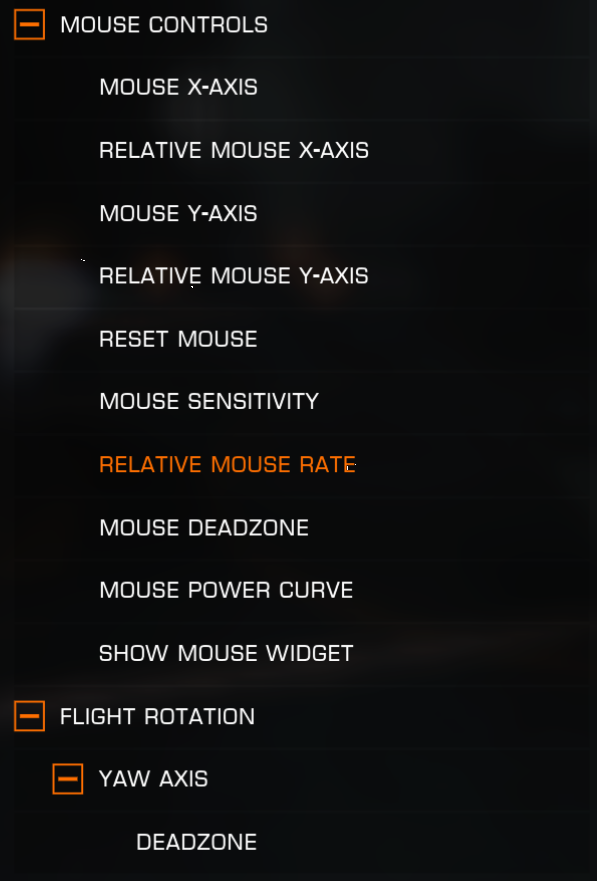 MOUSE CONTROLS
MOUSE X-AXIS
RELATIVE MOUSE X-AXIS
MOUSE Y-AXIS
RELATIVE MOUSE Y-AXIS
RESET MOUSE
MOUSE SENSITIVITY
RELATIVE MOUSE RATE
MOUSE DEADZONE
MOUSE POWER CURVE
SHOW MOUSE WIDGET
FLIGHT ROTATION
YAW AXIS
DEADZONE